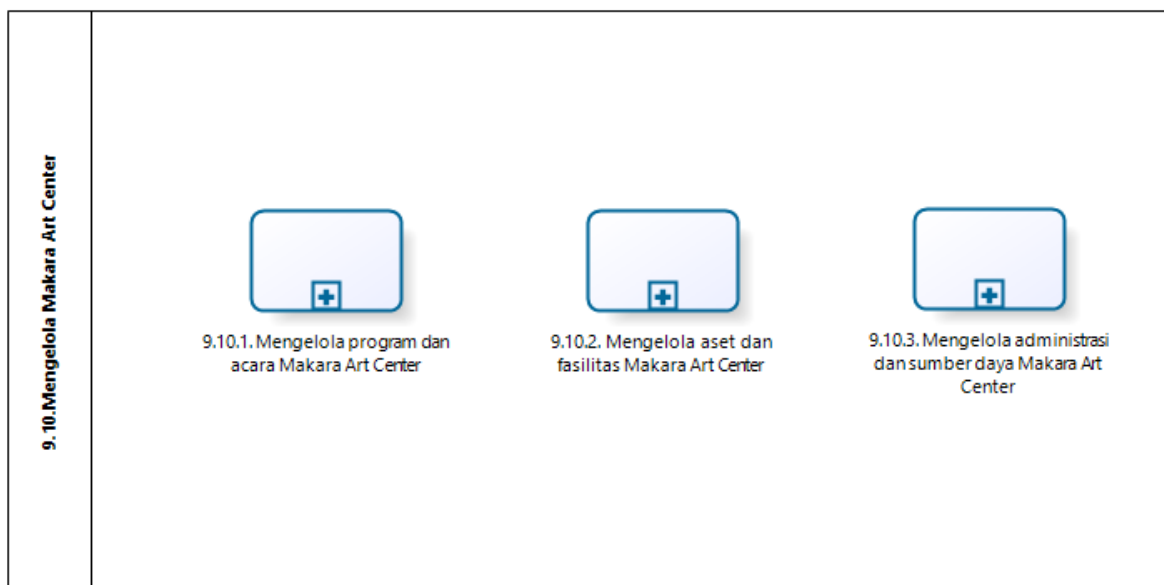 9.10.Mengelola Makara Art Center
9.10.1. Mengelola program dan
acara Makara Art Center
9.10.2. Mengelola aset dan
fasilitas Makara Art Center
9.10.3. Mengelola administrasi
dan sumber daya Makara Art
Center